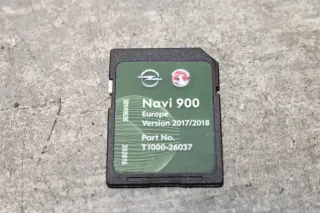 Navi 900
Europe
Version 2017/2018
Part No.
T1000-26037